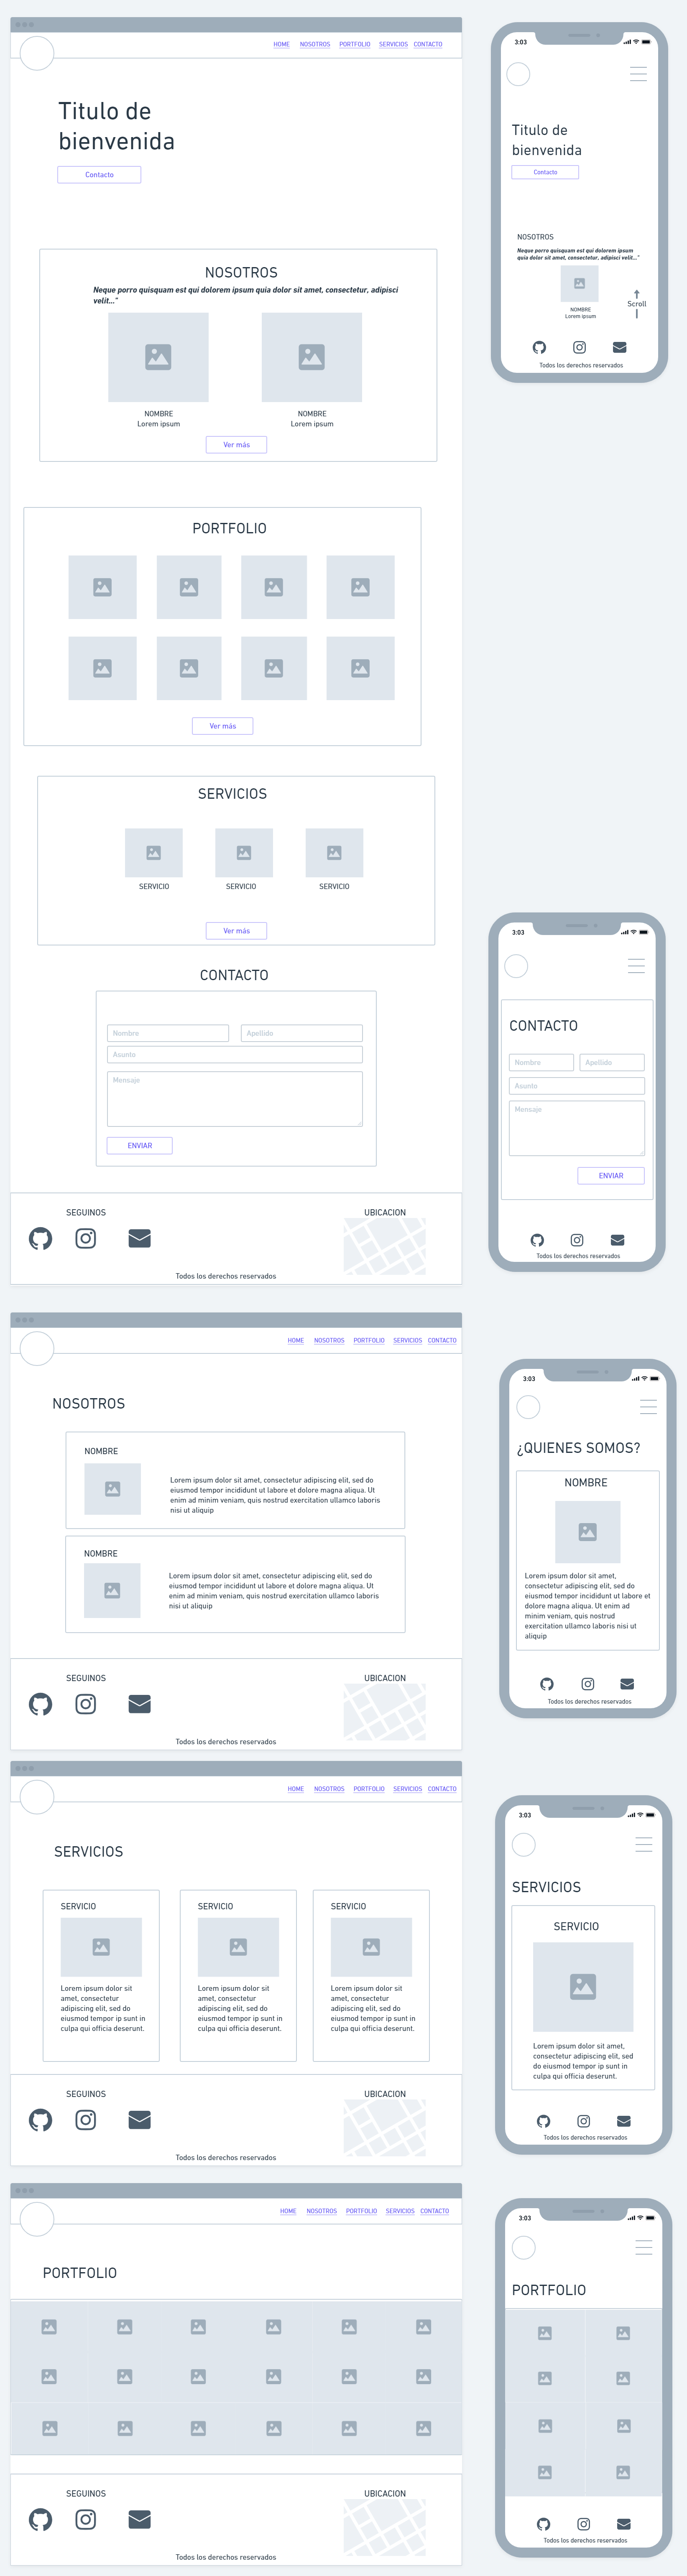 HOME NOSOTROS PORTFOLIO SERVICIOS CONTACTO
Titulo de
bienvenida
Contacto
NOSOTROS
Neque porro quisquam est qui dolorem ipsum quia dolor sit amet, consectetur, adipisci
velit..."
NOMBRE NOMBRE
Lorem ipsum Lorem ipsum
Ver más
PORTFOLIO
Ver más
SERVICIOS
SERVICIO SERVICIO SERVICIO
Ver más
CONTACTO
Nombre Apellido
Asunto
Mensaje
ENVIAR
SEGUINOS UBICACION
Todos los derechos reservados
3:03
Titulo de
bienvenida
Contacto
NOSOTROS
Neque porro quisquam est qui dolorem ipsum
quia dolor sit amet, consectetur, adipisci velit..."
NOMBRE
Lorem ipsum
Scroll
Todos los derechos reservados
3:03
CONTACTO
Nombre Apellido
Asunto
Mensaje
ENVIAR
Todos los derechos reservados
HOME NOSOTROS PORTFOLIO SERVICIOS CONTACTO
NOSOTROS
NOMBRE
Lorem ipsum dolor sit amet, consectetur adipiscing elit, sed do
eiusmod tempor incididunt ut labore et dolore magna aliqua. Ut
enim ad minim veniam, quis nostrud exercitation ullamco laboris
nisi ut aliquip
NOMBRE
Lorem ipsum dolor sit amet, consectetur adipiscing elit, sed do
eiusmod tempor incididunt ut labore et dolore magna aliqua. Ut
enim ad minim veniam, quis nostrud exercitation ullamco laboris
nisi ut aliquip
SEGUINOS UBICACION
Todos los derechos reservados
3:03
¿QUIENES SOMOS?
NOMBRE
Lorem ipsum dolor sit amet,
consectetur adipiscing elit, sed do
eiusmod tempor incididunt ut labore et
dolore magna aliqua. Ut enim ad
minim veniam, quis nostrud
exercitation ullamco laboris nisi ut
aliquip
Todos los derechos reservados
HOME NOSOTROS PORTFOLIO SERVICIOS CONTACTO
SERVICIOS
SERVICIO
Lorem ipsum dolor sit
amet, consectetur
adipiscing elit, sed do
eiusmod tempor ip sunt in
culpa qui officia deserunt.
SERVICIO
Lorem ipsum dolor sit
amet, consectetur
adipiscing elit, sed do
eiusmod tempor ip sunt in
culpa qui officia deserunt.
SERVICIO
Lorem ipsum dolor sit
amet, consectetur
adipiscing elit, sed do
eiusmod tempor ip sunt in
culpa qui officia deserunt.
SEGUINOS UBICACION
Todos los derechos reservados
3:03
SERVICIOS
SERVICIO
Lorem ipsum dolor sit amet,
consectetur adipiscing elit, sed
do eiusmod tempor ip sunt in
culpa qui officia deserunt.
Todos los derechos reservados
HOME NOSOTROS PORTFOLIO SERVICIOS CONTACTO
PORTFOLIO
SEGUINOS UBICACION
Todos los derechos reservados
3:03
PORTFOLIO
Todos los derechos reservados